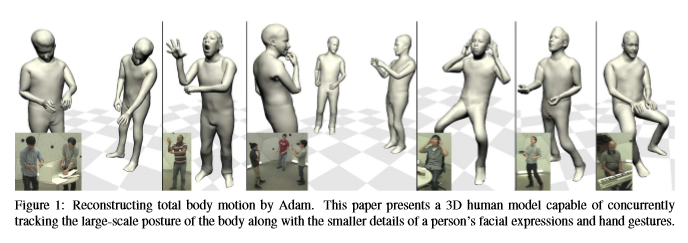 Figure 1: Reconstructing total body motion by Adam. This paper presents a 3D human model capable of concurrently
tracking the large-scale posture of the body along with the smaller details of a person's facial expressions and hand gestures.